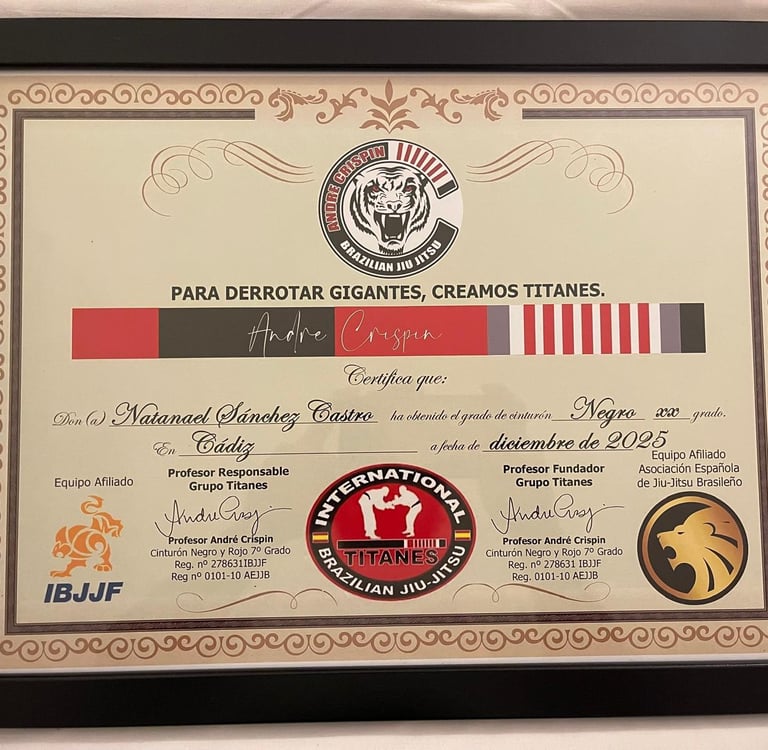 ANDRE CRISPIN
BRAZILIAN JIU JITSU
PARA DERROTAR GIGANTES, CREAMOS TITANES.
Andre Crispin
Certifica que:
Don (a) Natanael Sánchez Castro ha obtenido el grado de cinturón Negro xx grado.
En Cádiz a fecha de diciembre de 2025
Equipo Afiliado
IBJJF
Profesor Responsable
Grupo Titanes
Profesor André Crispin
Cinturón Negro y Rojo 7º Grado
Reg. nº 278631IBJJF
Reg nº 0101-10 AEJJB
INTERNATIONAL
TITANES
BRAZILIAN JIU-JITSU
Profesor Fundador
Grupo Titanes
Profesor André Crispin
Cinturón Negro y Rojo 7º Grado
Reg. nº 278631 IBJJF
Reg. 0101-10 AEJJB
Equipo Afiliado
Asociación Española
de Jiu-Jitsu Brasileño